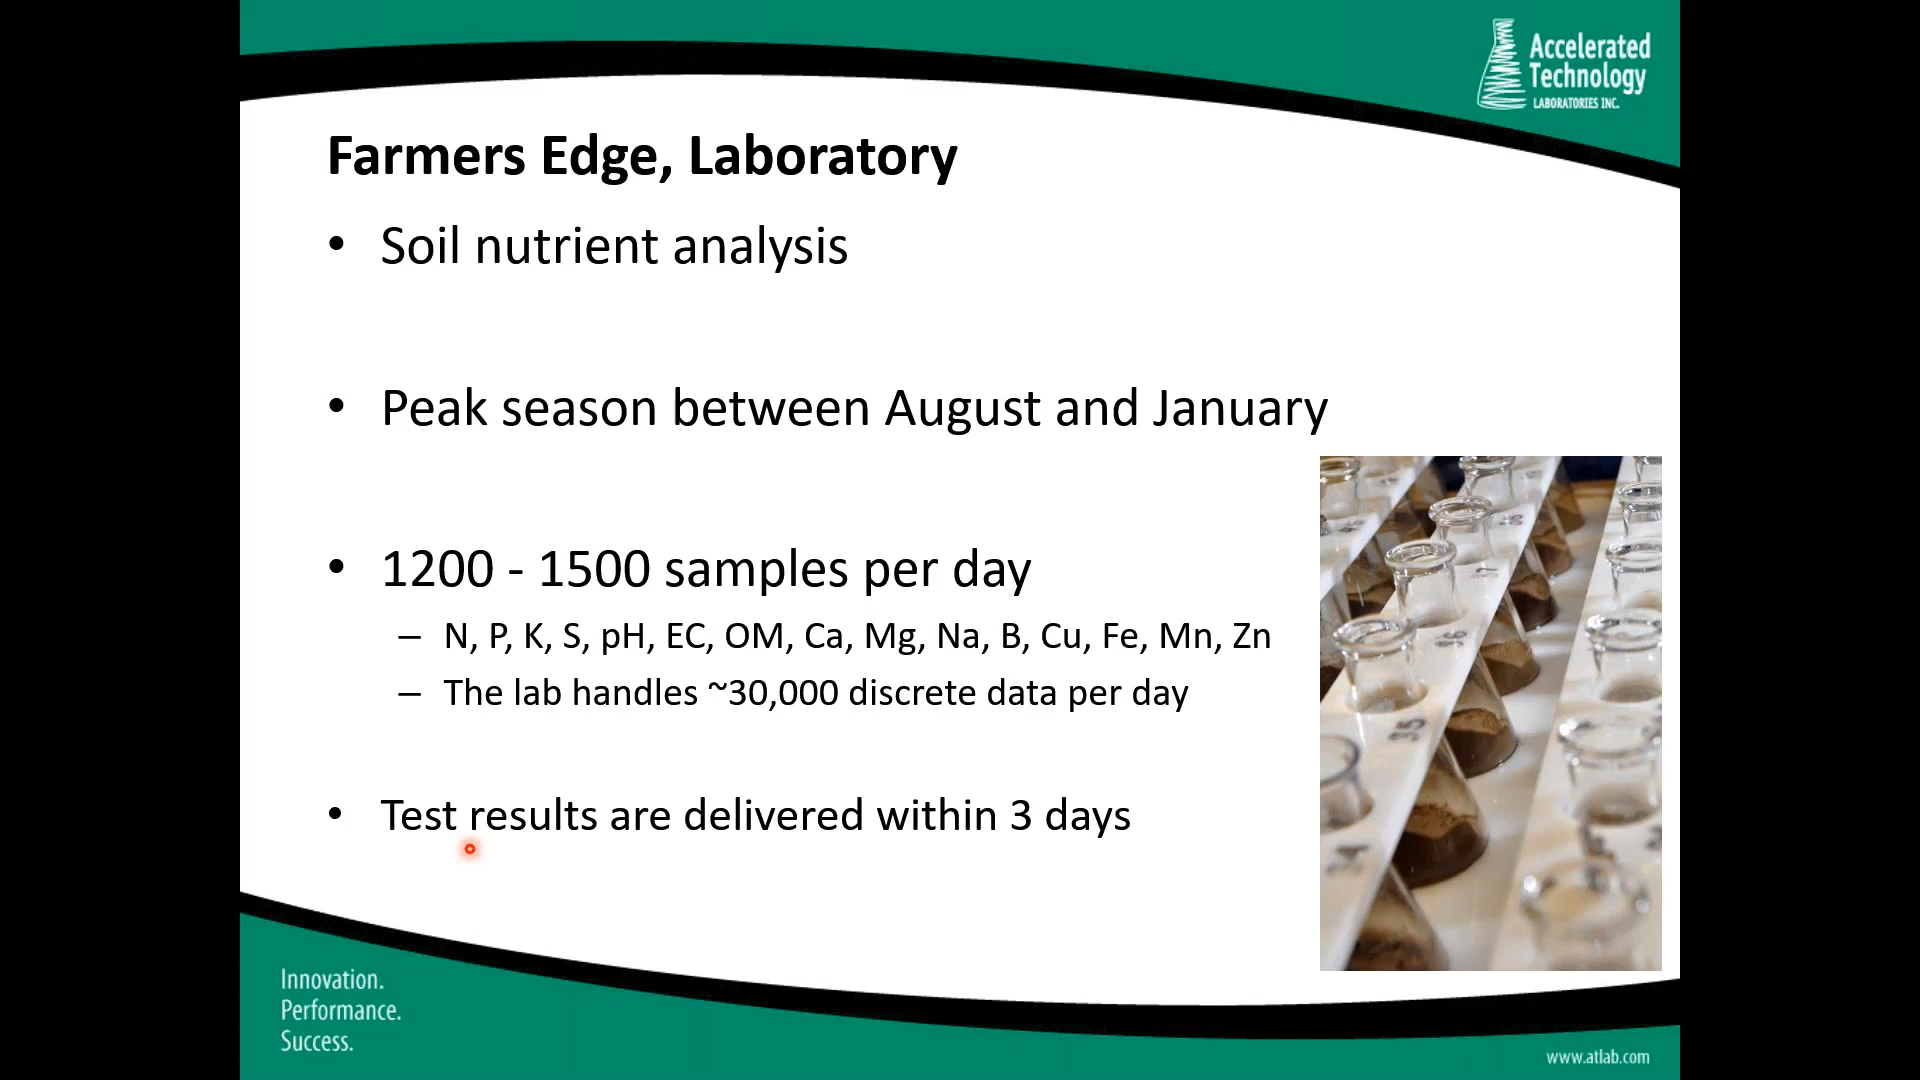 Accelerated
Technology
LABORATORIES INC.
Farmers Edge, Laboratory
• Soil nutrient analysis
• Peak season between August and January
• 1200 - 1500 samples per day
– N, P, K, S, pH, EC, OM, Ca, Mg, Na, B, Cu, Fe, Mn, Zn
– The lab handles ~30,000 discrete data per day
• Test results are delivered within 3 days
35
34
Innovation.
Performance.
Success.
www.atlab.com